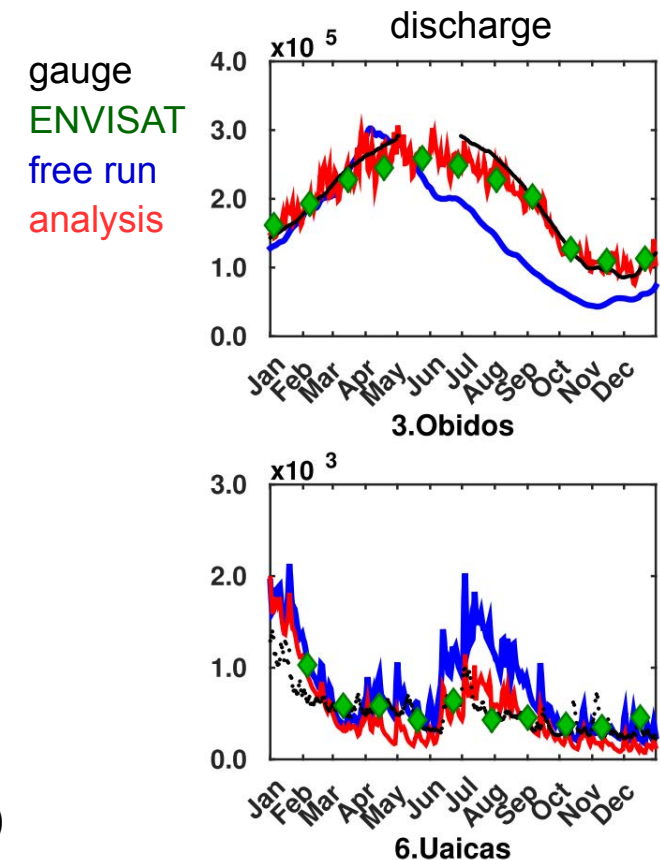 discharge
gauge
ENVISAT
free run
analysis
x10 5
4.0
3.0
2.0
1.0
0.0
Jan Feb Mar Apr May Jun Jul Aug Sep Oct Nov Dec
3.Obidos
x10 3
3.0
2.0
1.0
0.0
Jan Feb Mar Apr May Jun Jul Aug Sep Oct Nov Dec
6.Uaicas
)